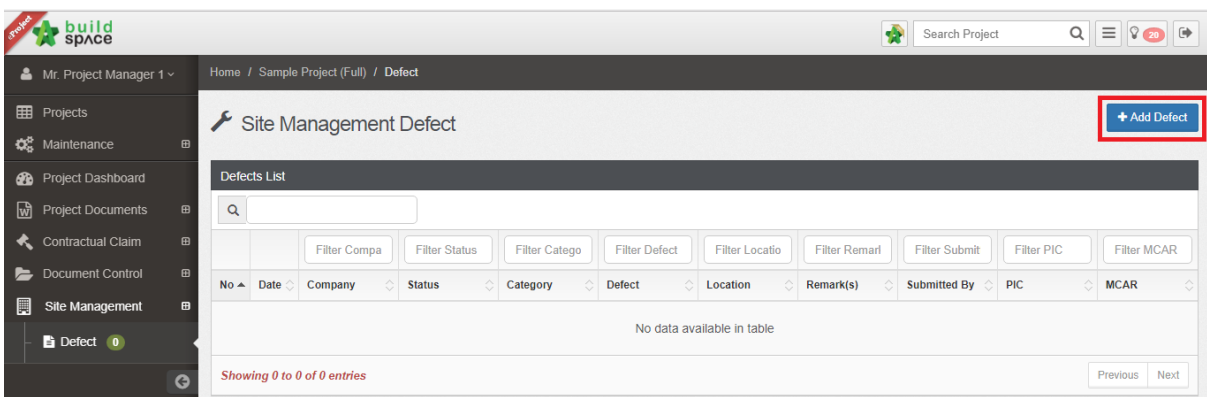 eProject
build
space
Search Project
20
Mr. Project Manager 1
Home / Sample Project (Full) / Defect
Projects
Maintenance
Project Dashboard
Project Documents
Contractual Claim
Document Control
Site Management
Defect 0
Site Management Defect
+ Add Defect
Defects List
Filter Compa Filter Status Filter Catego Filter Defect Filter Locatio Filter Remarl Filter Submit Filter PIC Filter MCAR
No Date Company Status Category Defect Location Remark(s) Submitted By PIC MCAR
No data available in table
Showing 0 to 0 of 0 entries
Previous Next